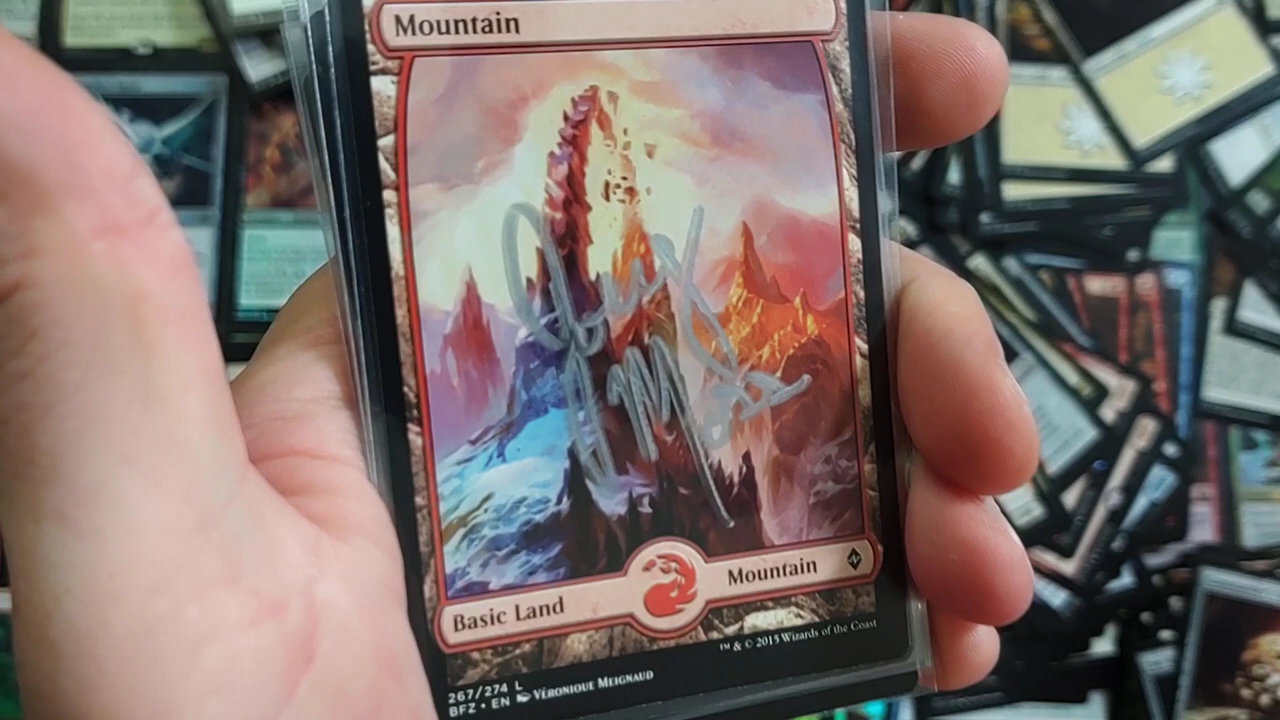 Mountain
Basic Land Mountain
™ & © 2015 Wizards of the Coast
267/274 L
BFZ • EN Véronique Meignaud